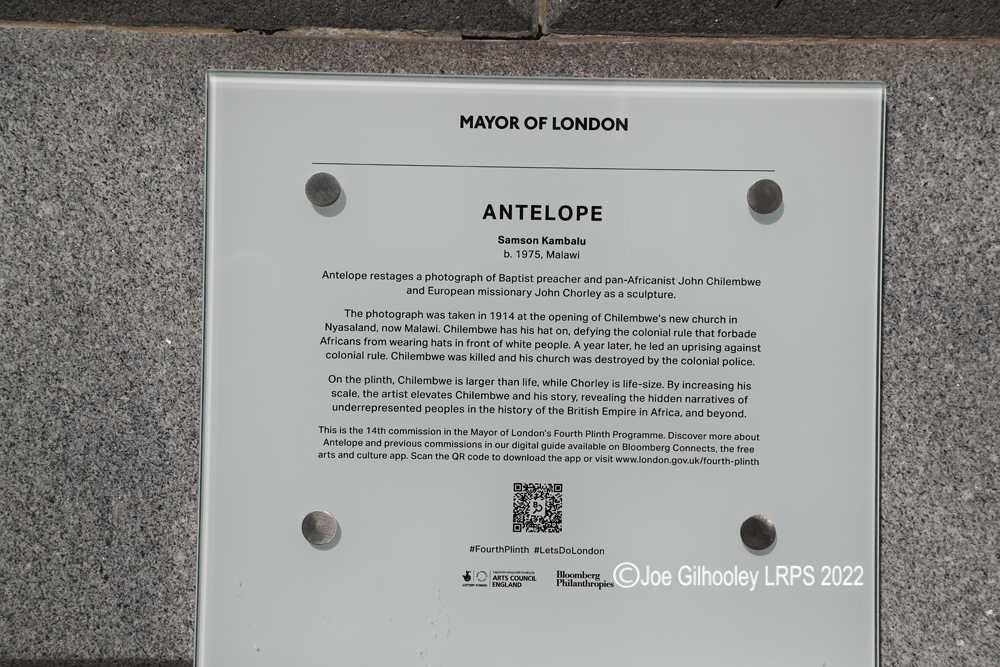 MAYOR OF LONDON
ANTELOPE
Samson Kambalu
b. 1975, Malawi
Antelope restages a photograph of Baptist preacher and pan-Africanist John Chilembwe
and European missionary John Chorley as a sculpture.
The photograph was taken in 1914 at the opening of Chilembwe's new church in
Nyasaland, now Malawi. Chilembwe has his hat on, defying the colonial rule that forbade
Africans from wearing hats in front of white people. A year later, he led an uprising against
colonial rule. Chilembwe was killed and his church was destroyed by the colonial police.
On the plinth, Chilembwe is larger than life, while Chorley is life-size. By increasing his
scale, the artist elevates Chilembwe and his story, revealing the hidden narratives of
underrepresented peoples in the history of the British Empire in Africa, and beyond.
This is the 14th commission in the Mayor of London's Fourth Plinth Programme. Discover more about
Antelope and previous commissions in our digital guide available on Bloomberg Connects, the free
arts and culture app. Scan the QR code to download the app or visit www.london.gov.uk/fourth-plinth
#FourthPlinth #LetsDoLondon
LOTTERY FUNDED
ARTS COUNCIL
ENGLAND
Bloomberg
Philanthropies
©Joe Gilhooley LRPS 2022